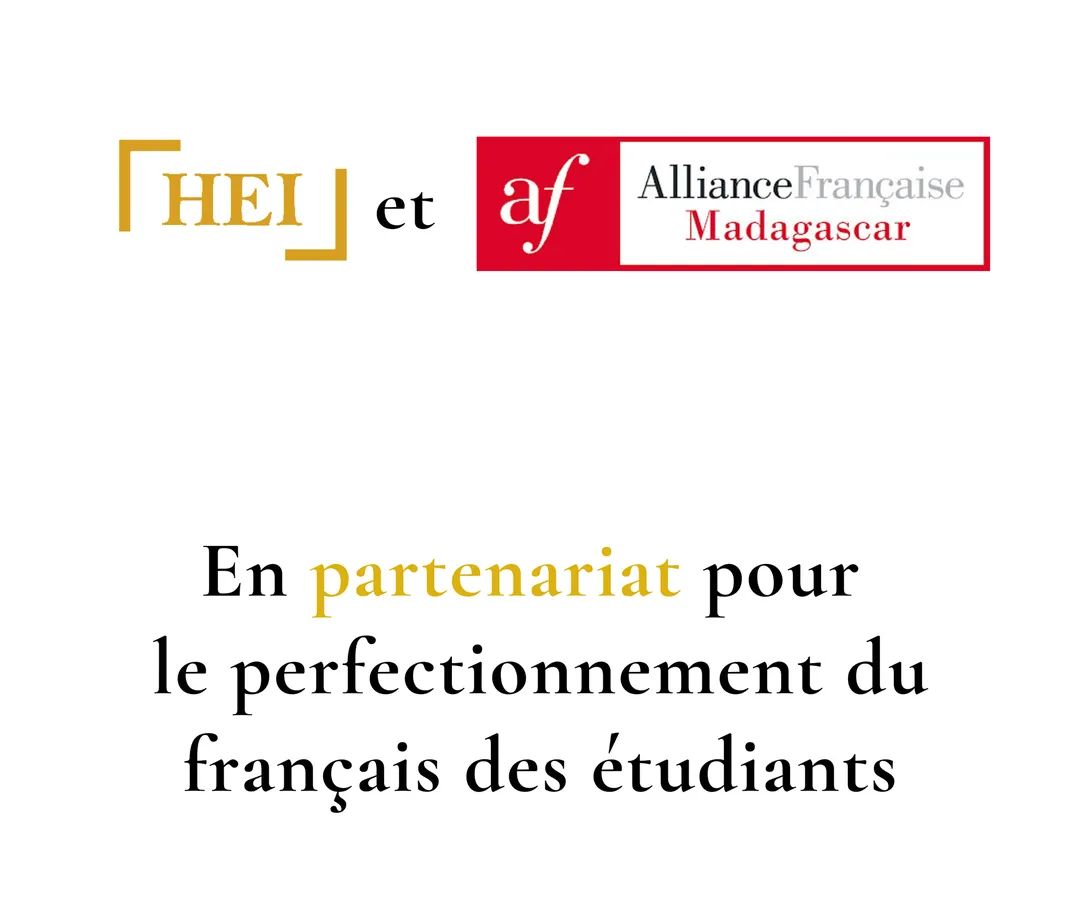 HEI et af AllianceFrançaise
Madagascar
En partenariat pour
le perfectionnement du
français des étudiants